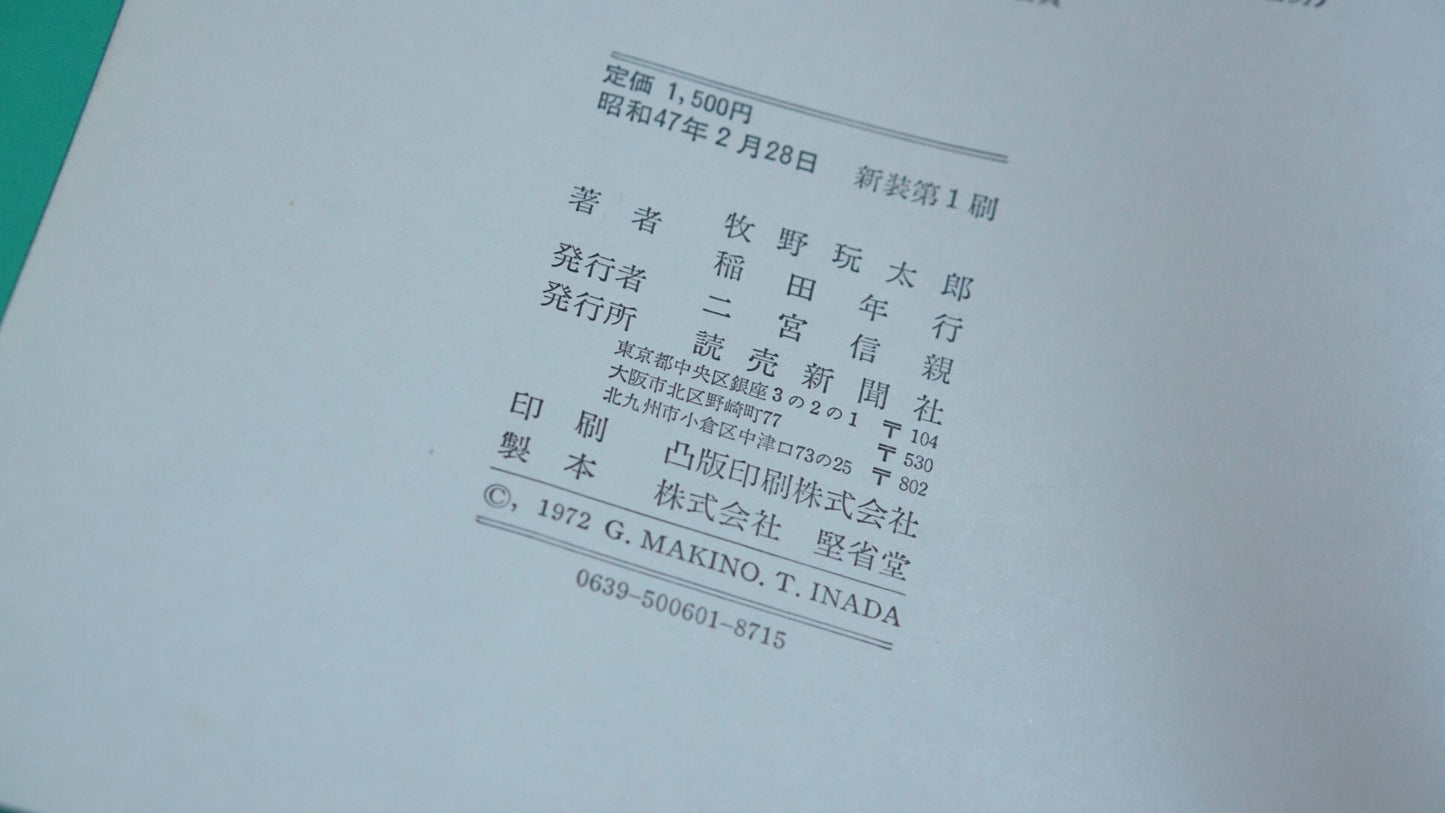 定価 1,500円
昭和47年2月28日 新装第1刷
著者 牧野玩太郎
稲田年行
発行者 二宮信親
発行所 読売新聞社
東京都中央区銀座3の2の1 〒104
大阪市北区野崎町77 〒530
北九州市小倉区中津口73の25 〒802
印刷 凸版印刷株式会社
製本 株式会社 堅省堂
©, 1972 G. MAKINO. T. INADA
0639-500601-8715